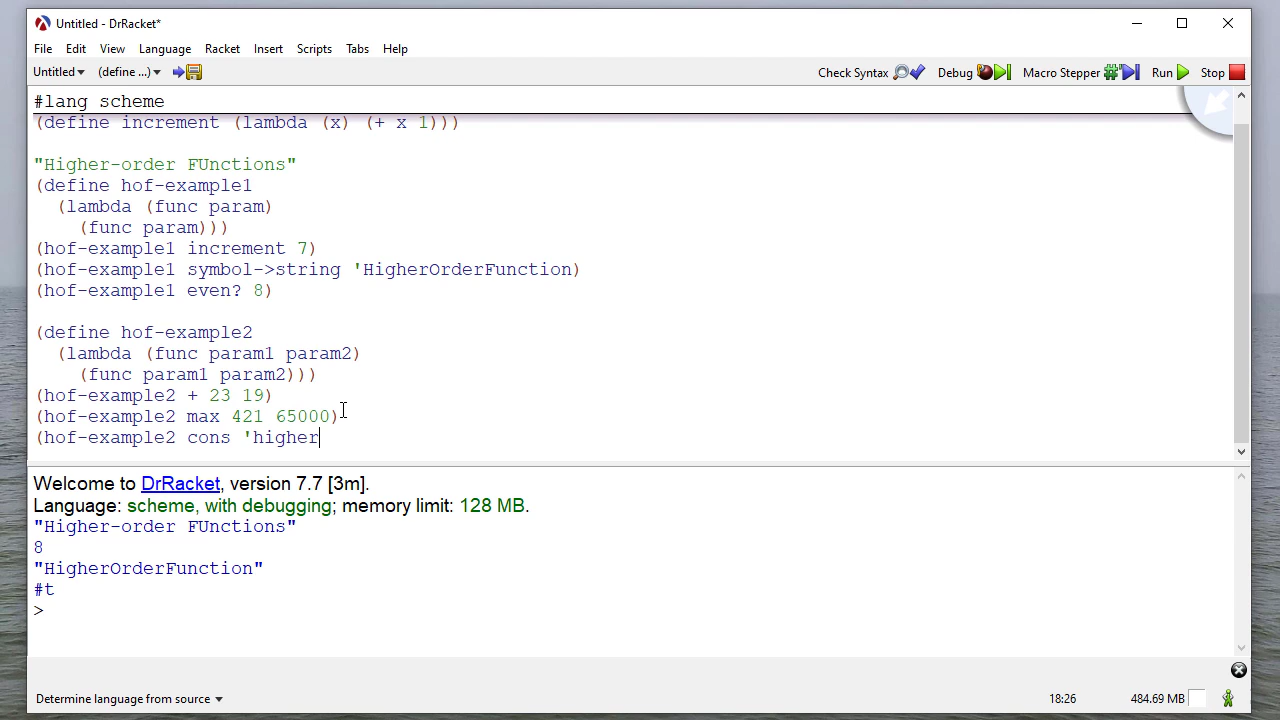 Untitled - DrRacket*
File Edit View Language Racket Insert Scripts Tabs Help
Untitled (define ...) Check Syntax Debug Macro Stepper Run Stop
#lang scheme
(define increment (lambda (x) (+ x 1)))
"Higher-order FUnctions"
(define hof-example1
(lambda (func param)
(func param)))
(hof-example1 increment 7)
(hof-example1 symbol->string 'HigherOrderFunction)
(hof-example1 even? 8)
(define hof-example2
(lambda (func param1 param2)
(func param1 param2)))
(hof-example2 + 23 19)
(hof-example2 max 421 65000)
(hof-example2 cons 'higher
Welcome to DrRacket, version 7.7 [3m].
Language: scheme, with debugging; memory limit: 128 MB.
"Higher-order FUnctions"
8
"HigherOrderFunction"
#t
>
Determine language from source 18:26 484.69 MB